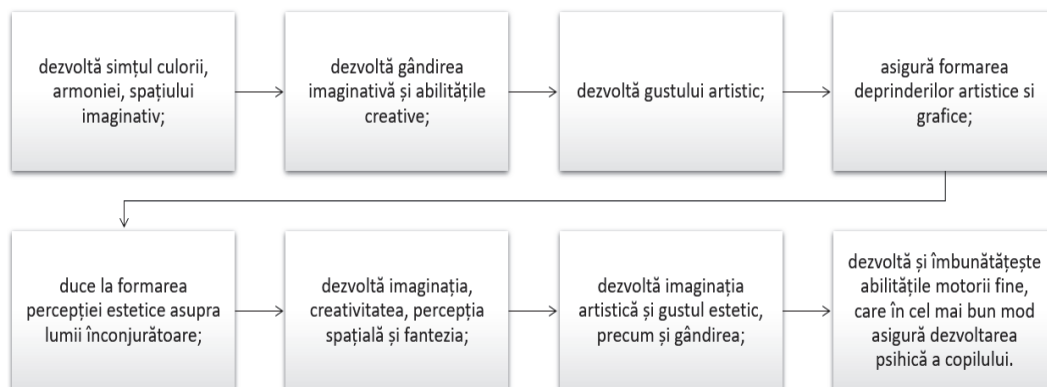 dezvoltă simțul culorii,
armoniei, spațiului
imaginativ;
dezvoltă gândirea
imaginativă și abilitățile
creative;
dezvoltă gustului artistic;
asigură formarea
deprinderilor artistice si
grafice;
duce la formarea
percepției estetice asupra
lumii înconjurătoare;
dezvoltă imaginația,
creativitatea, percepția
spațială și fantezia;
dezvoltă imaginația
artistică și gustul estetic,
precum și gândirea;
dezvoltă și îmbunătățește
abilitățile motorii fine,
care în cel mai bun mod
asigură dezvoltarea
psihică a copilului.